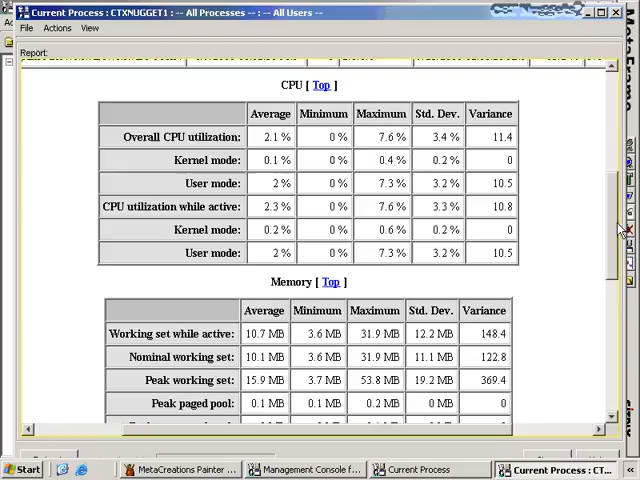 Current Process : CTXNUGGET1 : -- All Processes -- : -- All Users --
File Actions View
Report:
CPU [ Top ]
Average Minimum Maximum Std. Dev. Variance
Overall CPU utilization: 2.1 % 0 % 7.6 % 3.4 % 11.4
Kernel mode: 0.1 % 0 % 0.4 % 0.2 % 0
User mode: 2 % 0 % 7.3 % 3.2 % 10.5
CPU utilization while active: 2.3 % 0 % 7.6 % 3.3 % 10.8
Kernel mode: 0.2 % 0 % 0.6 % 0.2 % 0
User mode: 2 % 0 % 7.3 % 3.2 % 10.5
Memory [ Top ]
Average Minimum Maximum Std. Dev. Variance
Working set while active: 10.7 MB 3.6 MB 31.9 MB 12.2 MB 148.4
Nominal working set: 10.1 MB 3.6 MB 31.9 MB 11.1 MB 122.8
Peak working set: 15.9 MB 3.7 MB 53.8 MB 19.2 MB 369.4
Peak paged pool: 0.1 MB 0.1 MB 0.2 MB 0 MB 0
MetaFrame
Start MetaCreations Painter ... Management Console f... Current Process Current Process : CT...